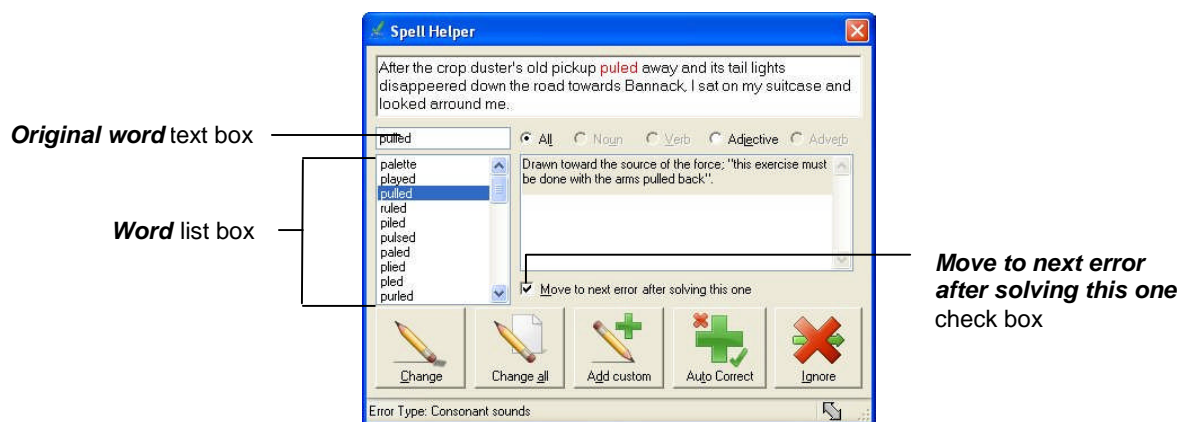 Spell Helper
After the crop duster's old pickup puled away and its tail lights
disappeered down the road towards Bannack, I sat on my suitcase and
looked arround me.
Original word text box
pulled
All Noun Verb Adjective Adverb
palette
played
pulled
ruled
piled
pulsed
paled
plied
pled
purled
Drawn toward the source of the force; "this exercise must
be done with the arms pulled back".
Word list box
Move to next error after solving this one
Move to next error
after solving this one
check box
Change
Change all
Add custom
Auto Correct
Ignore
Error Type: Consonant sounds